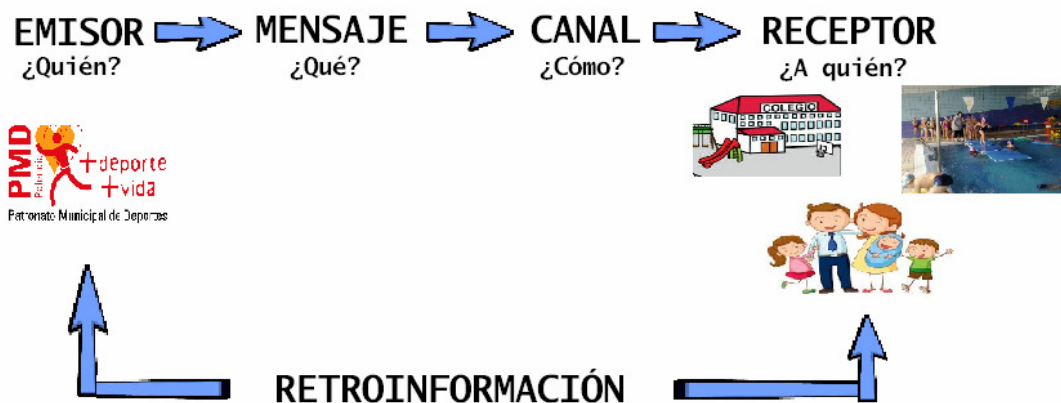 EMISOR MENSAJE CANAL RECEPTOR
¿Quién? ¿Qué? ¿Cómo? ¿A quién?
COLEGIO
PMD
+deporte
+vida
Patronato Municipal de Deportes
RETROINFORMACIÓN